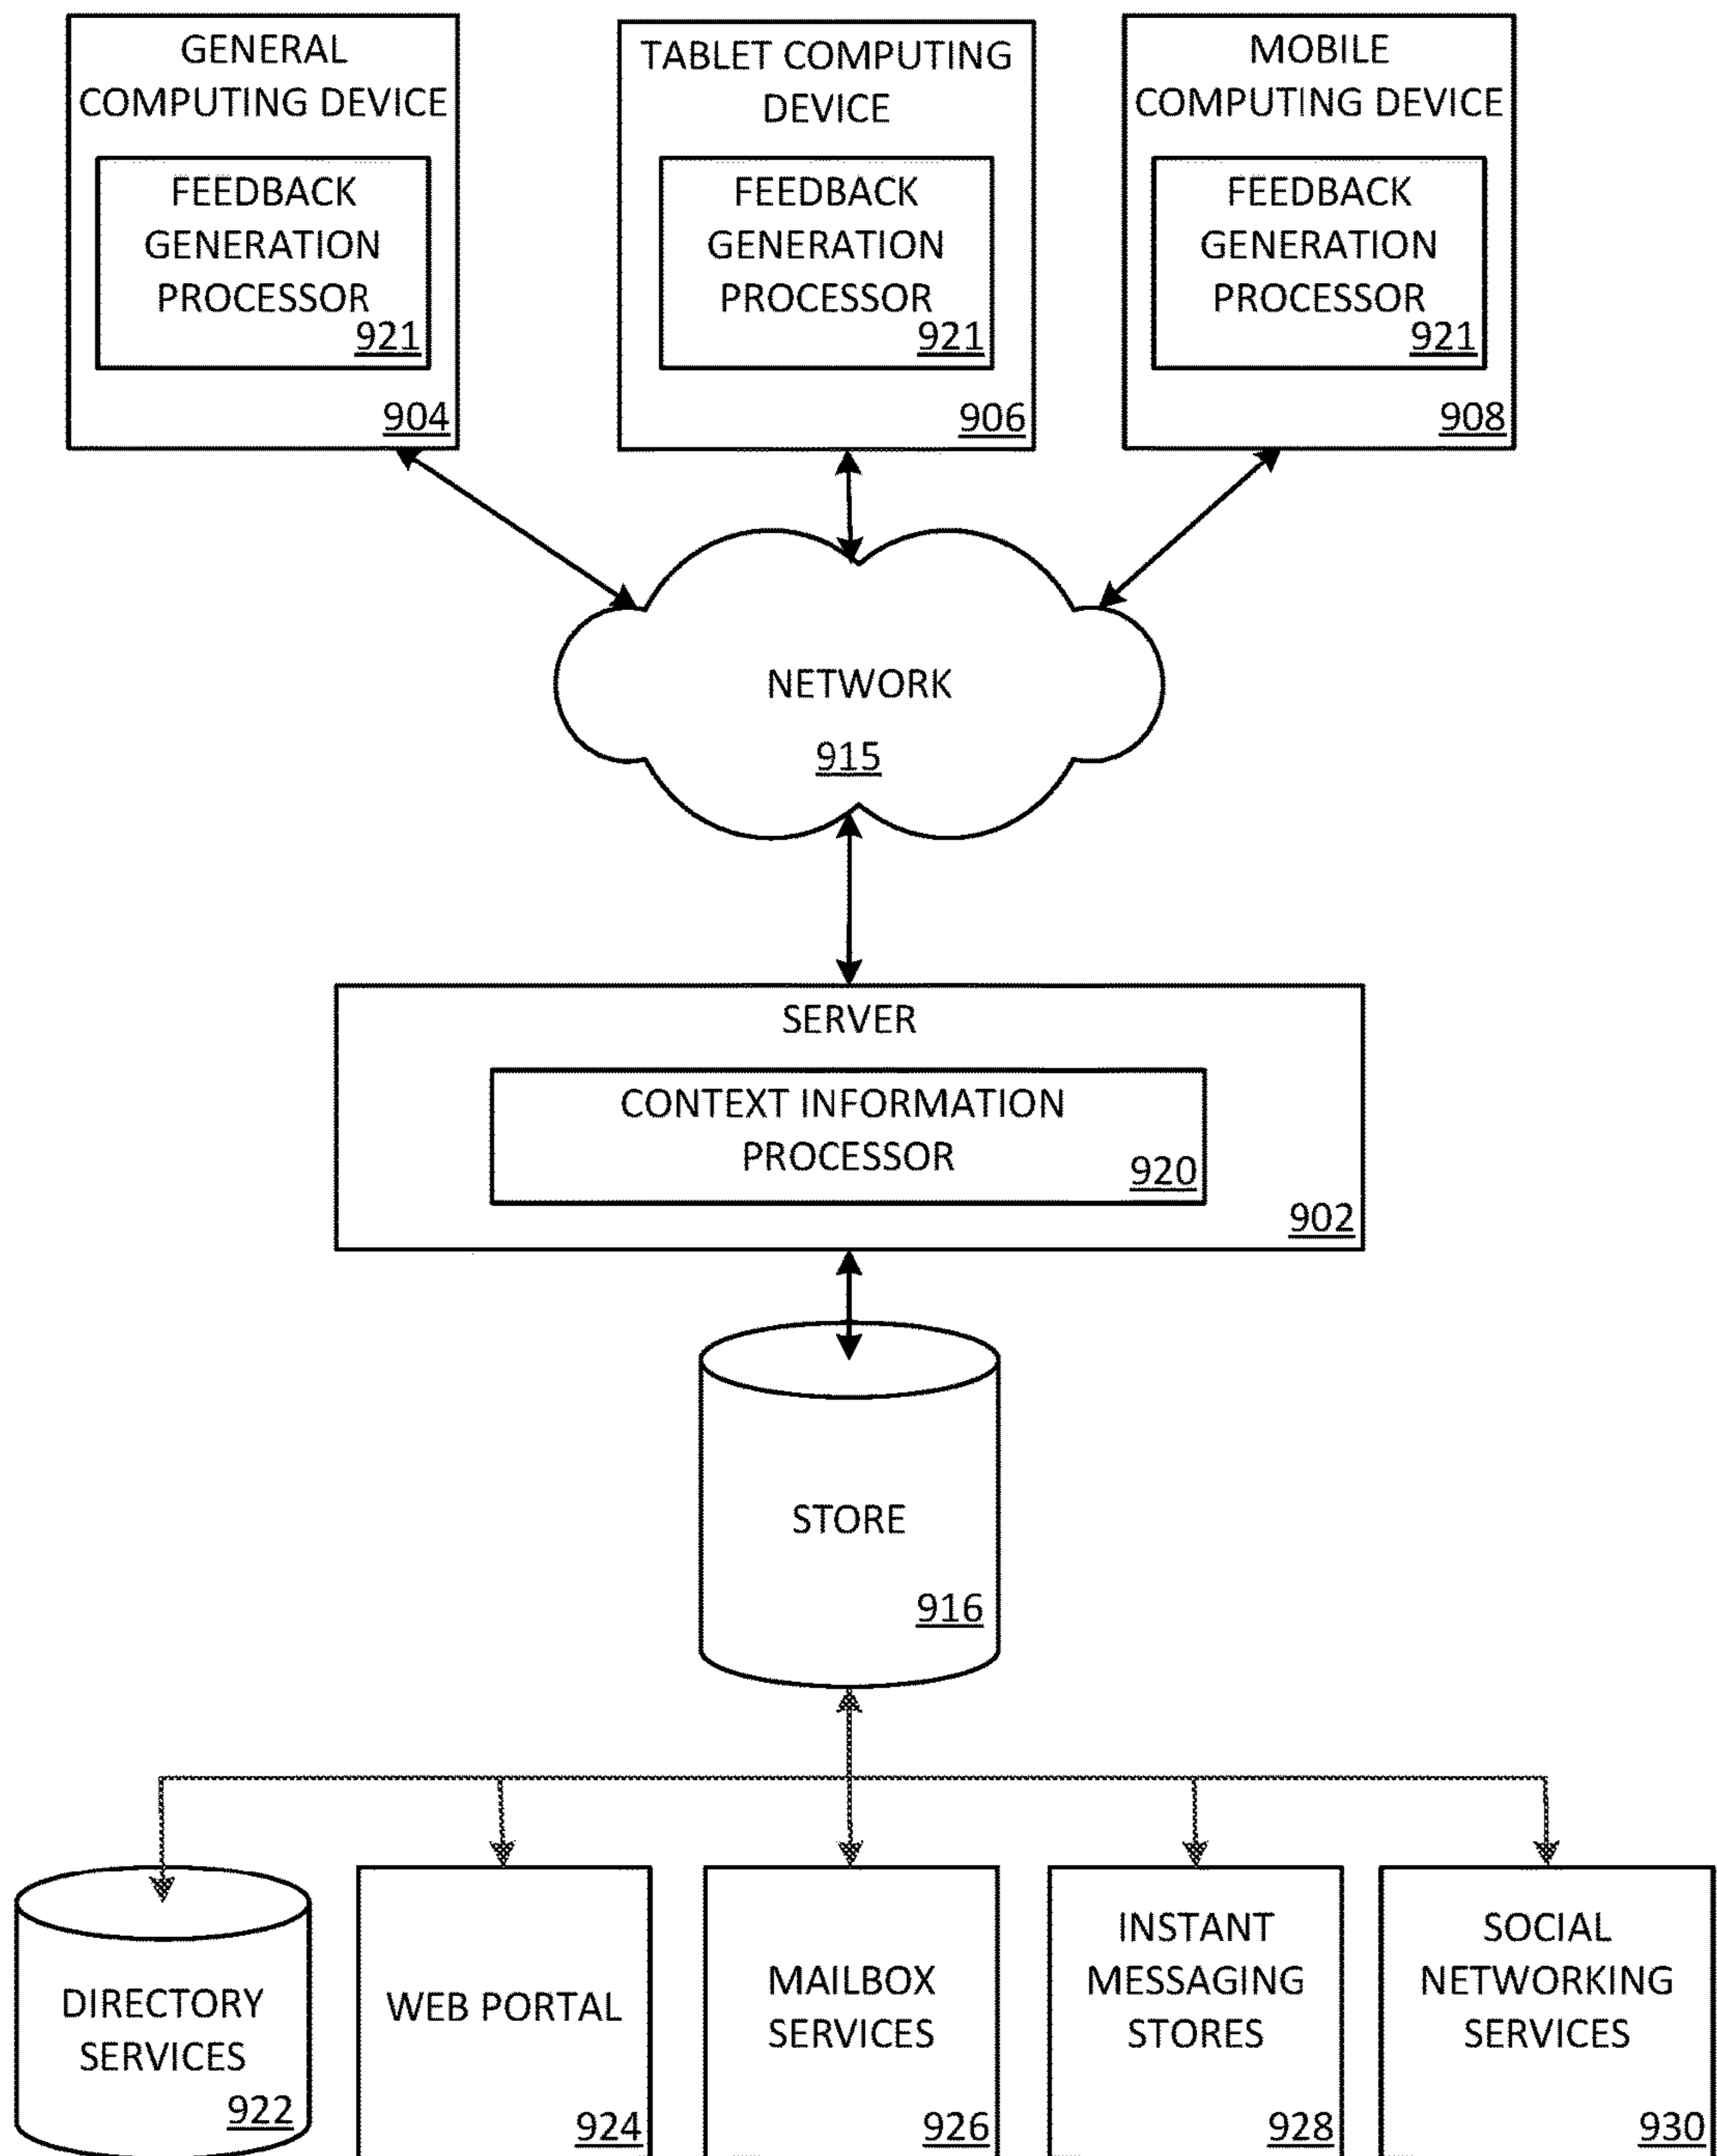 GENERAL
COMPUTING DEVICE
FEEDBACK
GENERATION
PROCESSOR
921
904
TABLET COMPUTING
DEVICE
FEEDBACK
GENERATION
PROCESSOR
921
906
MOBILE
COMPUTING DEVICE
FEEDBACK
GENERATION
PROCESSOR
921
908
NETWORK
915
SERVER
CONTEXT INFORMATION
PROCESSOR
920
902
STORE
916
DIRECTORY
SERVICES
922
WEB PORTAL
924
MAILBOX
SERVICES
926
INSTANT
MESSAGING
STORES
928
SOCIAL
NETWORKING
SERVICES
930